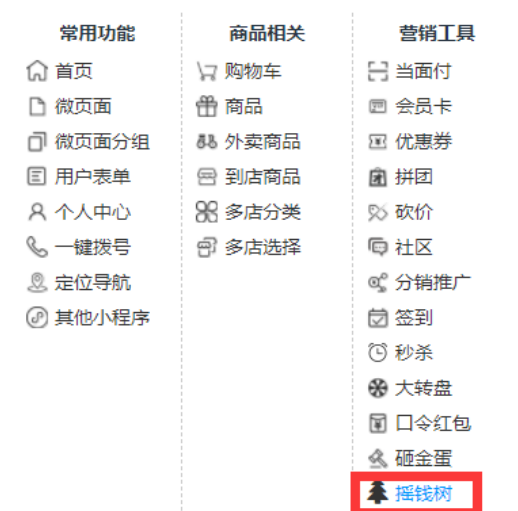 常用功能
首页
微页面
微页面分组
用户表单
个人中心
一键拨号
定位导航
其他小程序
商品相关
购物车
商品
外卖商品
到店商品
多店分类
多店选择
营销工具
当面付
会员卡
优惠券
拼团
砍价
社区
分销推广
签到
秒杀
大转盘
口令红包
砸金蛋
摇钱树